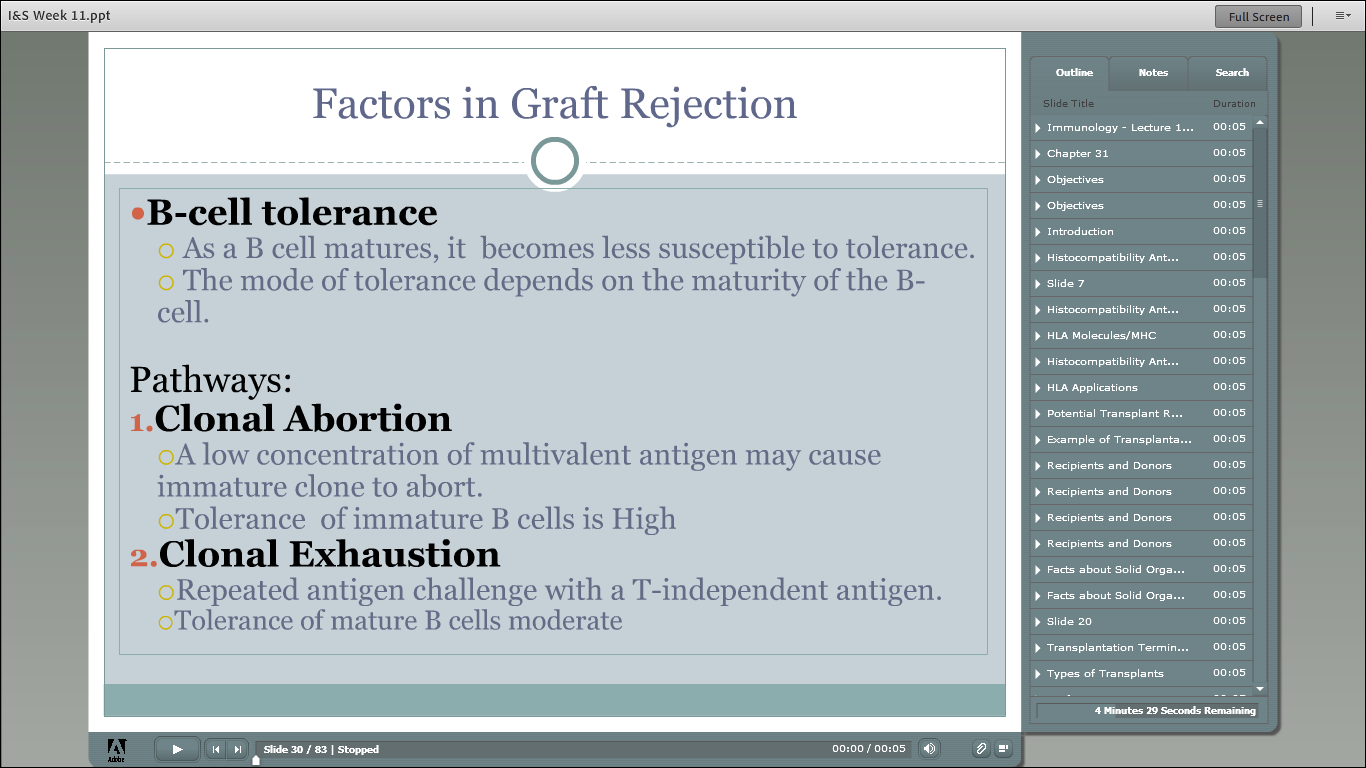 I&S Week 11.ppt
Full Screen
Factors in Graft Rejection
B-cell tolerance
As a B cell matures, it becomes less susceptible to tolerance.
The mode of tolerance depends on the maturity of the B-
cell.
Pathways:
1.Clonal Abortion
A low concentration of multivalent antigen may cause
immature clone to abort.
Tolerance of immature B cells is High
2.Clonal Exhaustion
Repeated antigen challenge with a T-independent antigen.
Tolerance of mature B cells moderate
Outline Notes Search
Slide Title Duration
Immunology - Lecture 1... 00:05
Chapter 31 00:05
Objectives 00:05
Objectives 00:05
Introduction 00:05
Histocompatibility Ant... 00:05
Slide 7 00:05
Histocompatibility Ant... 00:05
HLA Molecules/MHC 00:05
Histocompatibility Ant... 00:05
HLA Applications 00:05
Potential Transplant R... 00:05
Example of Transplanta... 00:05
Recipients and Donors 00:05
Recipients and Donors 00:05
Recipients and Donors 00:05
Recipients and Donors 00:05
Facts about Solid Orga... 00:05
Facts about Solid Orga... 00:05
Slide 20 00:05
Transplantation Termin... 00:05
Types of Transplants 00:05
4 Minutes 29 Seconds Remaining
Adobe
Slide 30 / 83 | Stopped 00:00 / 00:05